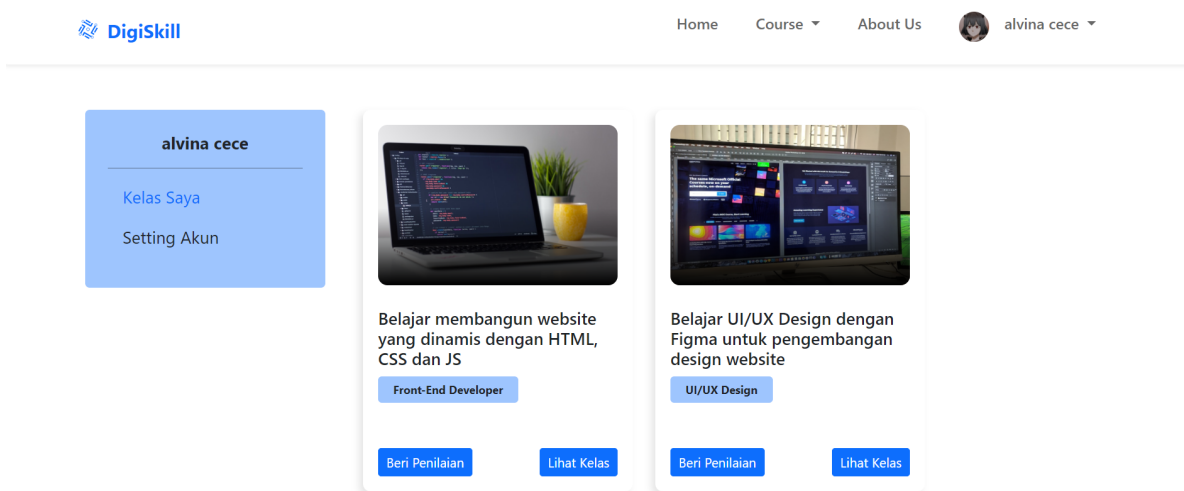 DigiSkill
Home
Course
About Us
alvina cece
alvina cece
Kelas Saya
Setting Akun
Belajar membangun website
yang dinamis dengan HTML,
CSS dan JS
Front-End Developer
Beri Penilaian
Lihat Kelas
Belajar UI/UX Design dengan
Figma untuk pengembangan
design website
UI/UX Design
Beri Penilaian
Lihat Kelas